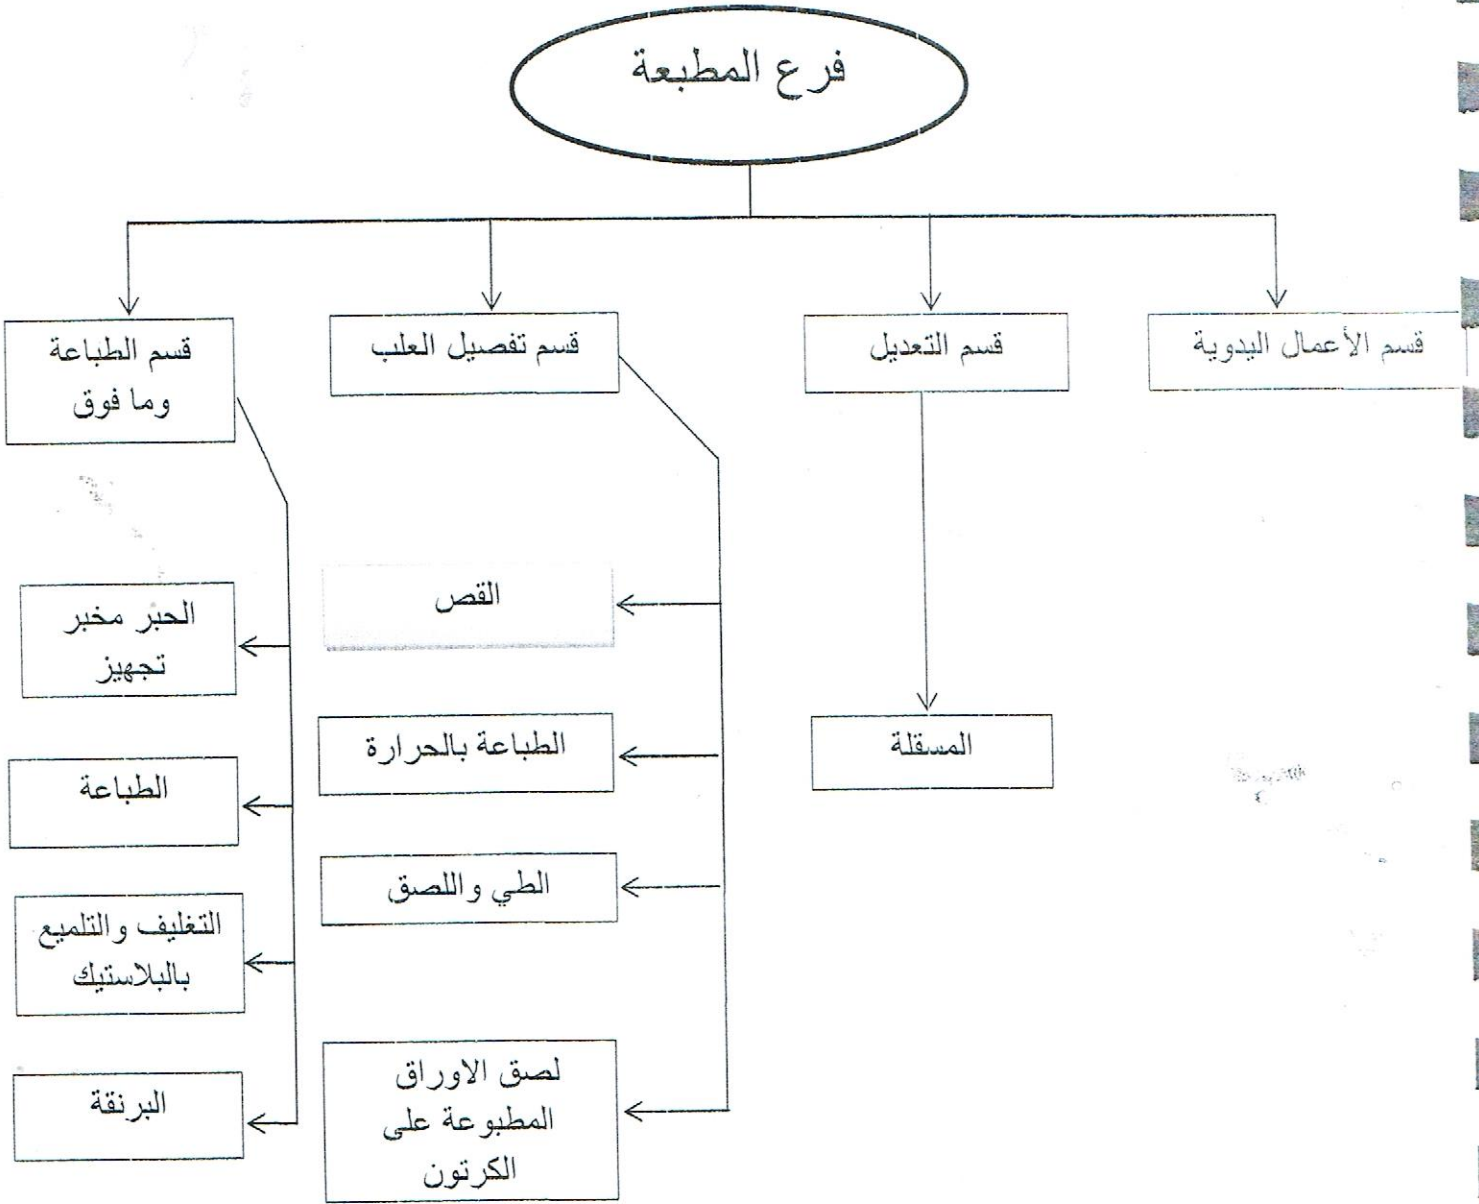 فرع المطبعة
قسم الأعمال اليدوية
قسم التعديل
قسم تفصيل العلب
قسم الطباعة
وما فوق
المسقلة
القص
الطباعة بالحرارة
الطي واللصق
لصق الاوراق
المطبوعة على
الكرتون
الحبر مخبر
تجهيز
الطباعة
التغليف والتلميع
بالبلاستيك
البرنقة